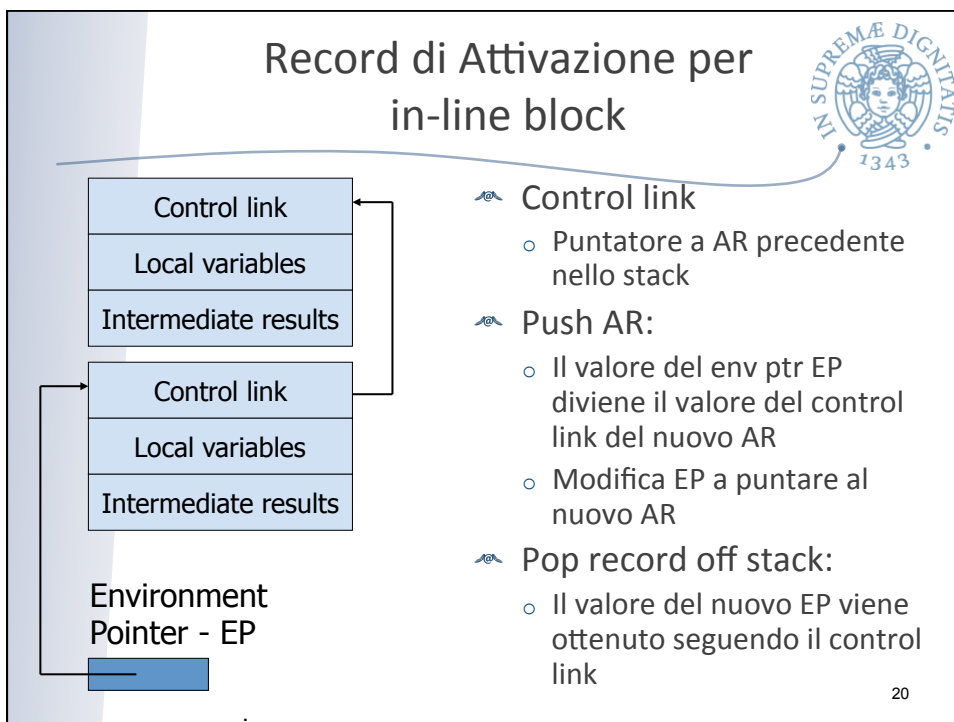 Record di Attivazione per
in-line block
IN SUPREMÆ DIGNITATIS
1343
Control link
Local variables
Intermediate results
Control link
Local variables
Intermediate results
Environment
Pointer - EP
Control link
Puntatore a AR precedente
nello stack
Push AR:
Il valore del env ptr EP
diviene il valore del control
link del nuovo AR
Modifica EP a puntare al
nuovo AR
Pop record off stack:
Il valore del nuovo EP viene
ottenuto seguendo il control
link
20